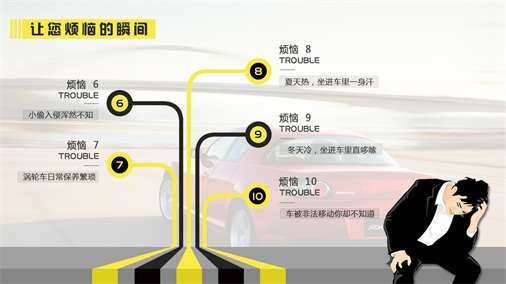 让您烦恼的瞬间
烦恼 6
TROUBLE
小偷入侵浑然不知
6
烦恼 7
TROUBLE
涡轮车日常保养繁琐
7
烦恼 8
TROUBLE
夏天热，坐进车里一身汗
8
烦恼 9
TROUBLE
冬天冷，坐进车里直哆嗦
9
烦恼 10
TROUBLE
车被非法移动你却不知道
10